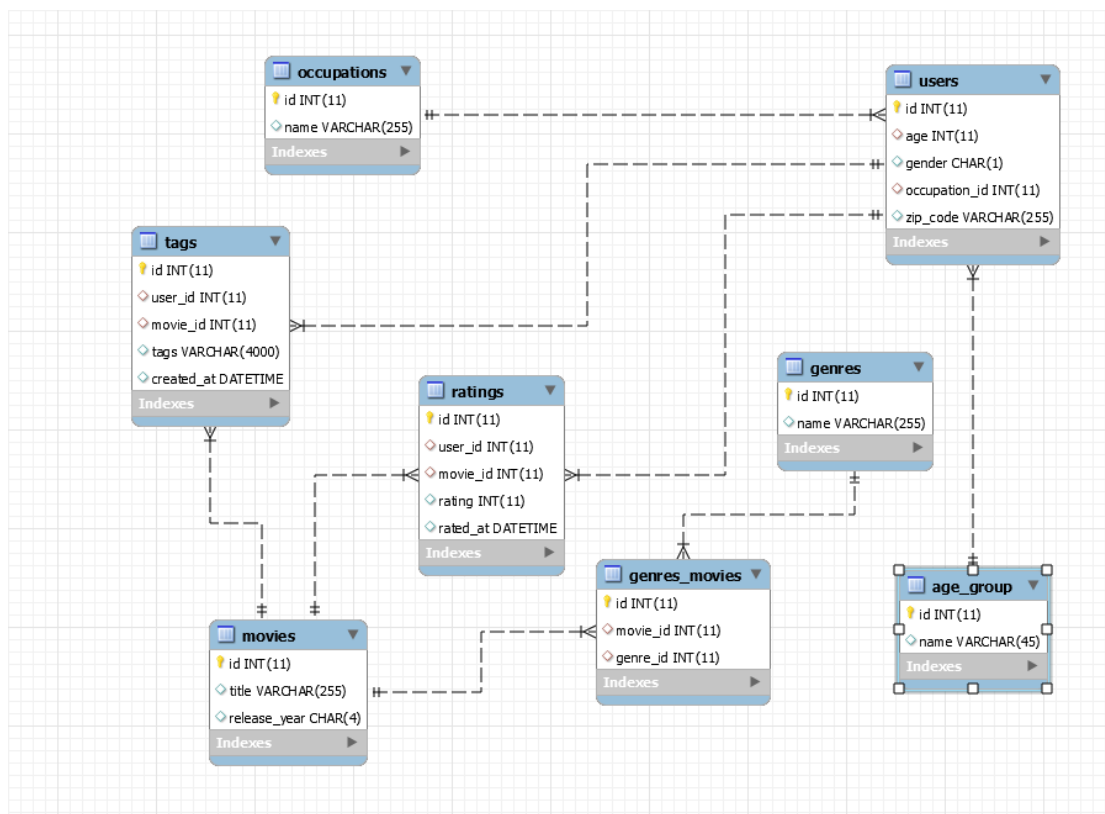 occupations
id INT(11)
name VARCHAR(255)
Indexes
users
id INT(11)
age INT(11)
gender CHAR(1)
occupation_id INT(11)
zip_code VARCHAR(255)
Indexes
tags
id INT(11)
user_id INT(11)
movie_id INT(11)
tags VARCHAR(4000)
created_at DATETIME
Indexes
ratings
id INT(11)
user_id INT(11)
movie_id INT(11)
rating INT(11)
rated_at DATETIME
Indexes
genres
id INT(11)
name VARCHAR(255)
Indexes
genres_movies
id INT(11)
movie_id INT(11)
genre_id INT(11)
Indexes
age_group
id INT(11)
name VARCHAR(45)
Indexes
movies
id INT(11)
title VARCHAR(255)
release_year CHAR(4)
Indexes